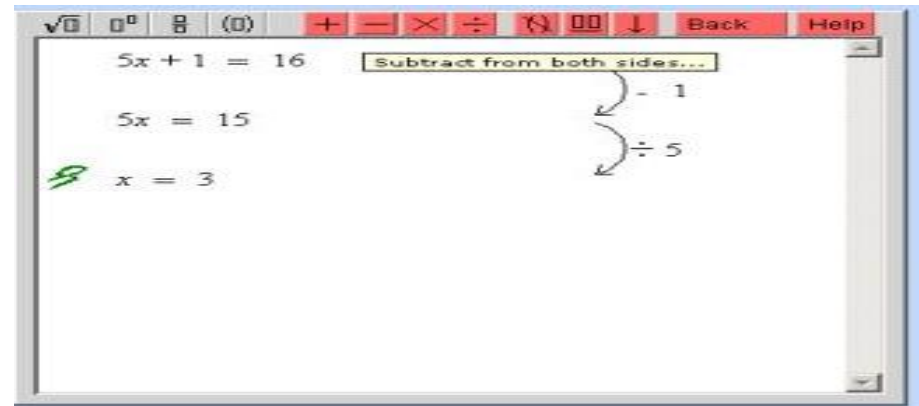 √▯ ▯▯ ▯/▯ (▯) + − × ÷ ▯▯ ↓ Back Help
5x + 1 = 16 Subtract from both sides...
- 1
5x = 15
÷ 5
x = 3